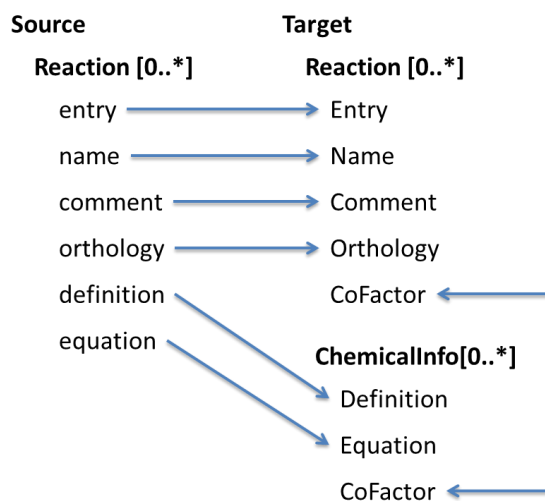 Source Target
Reaction [0..*] Reaction [0..*]
entry Entry
name Name
comment Comment
orthology Orthology
definition CoFactor
equation
ChemicalInfo[0..*]
Definition
Equation
CoFactor